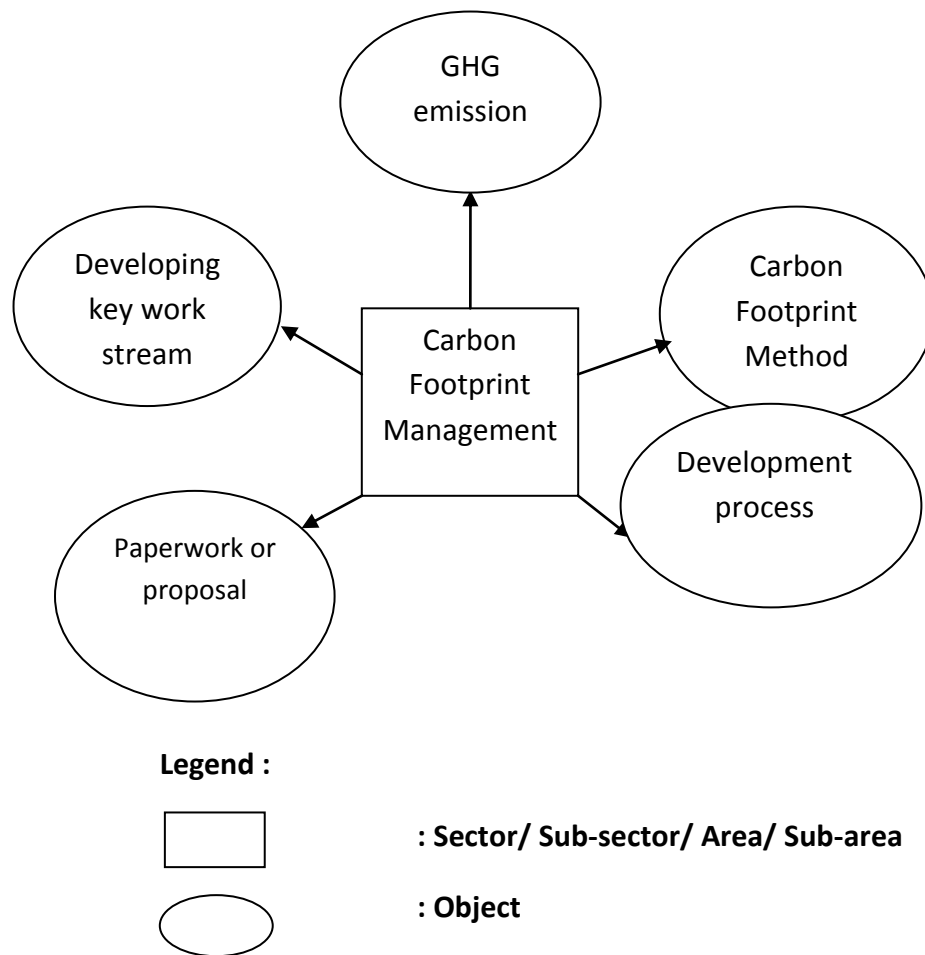 GHG
emission
Developing
key work
stream
Carbon
Footprint
Method
Carbon
Footprint
Management
Development
process
Paperwork or
proposal
Legend :
: Sector/ Sub-sector/ Area/ Sub-area
: Object